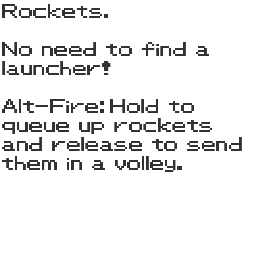 Rockets.
No need to find a
launcher!
Alt-Fire: Hold to
queue up rockets
and release to send
them in a volley.